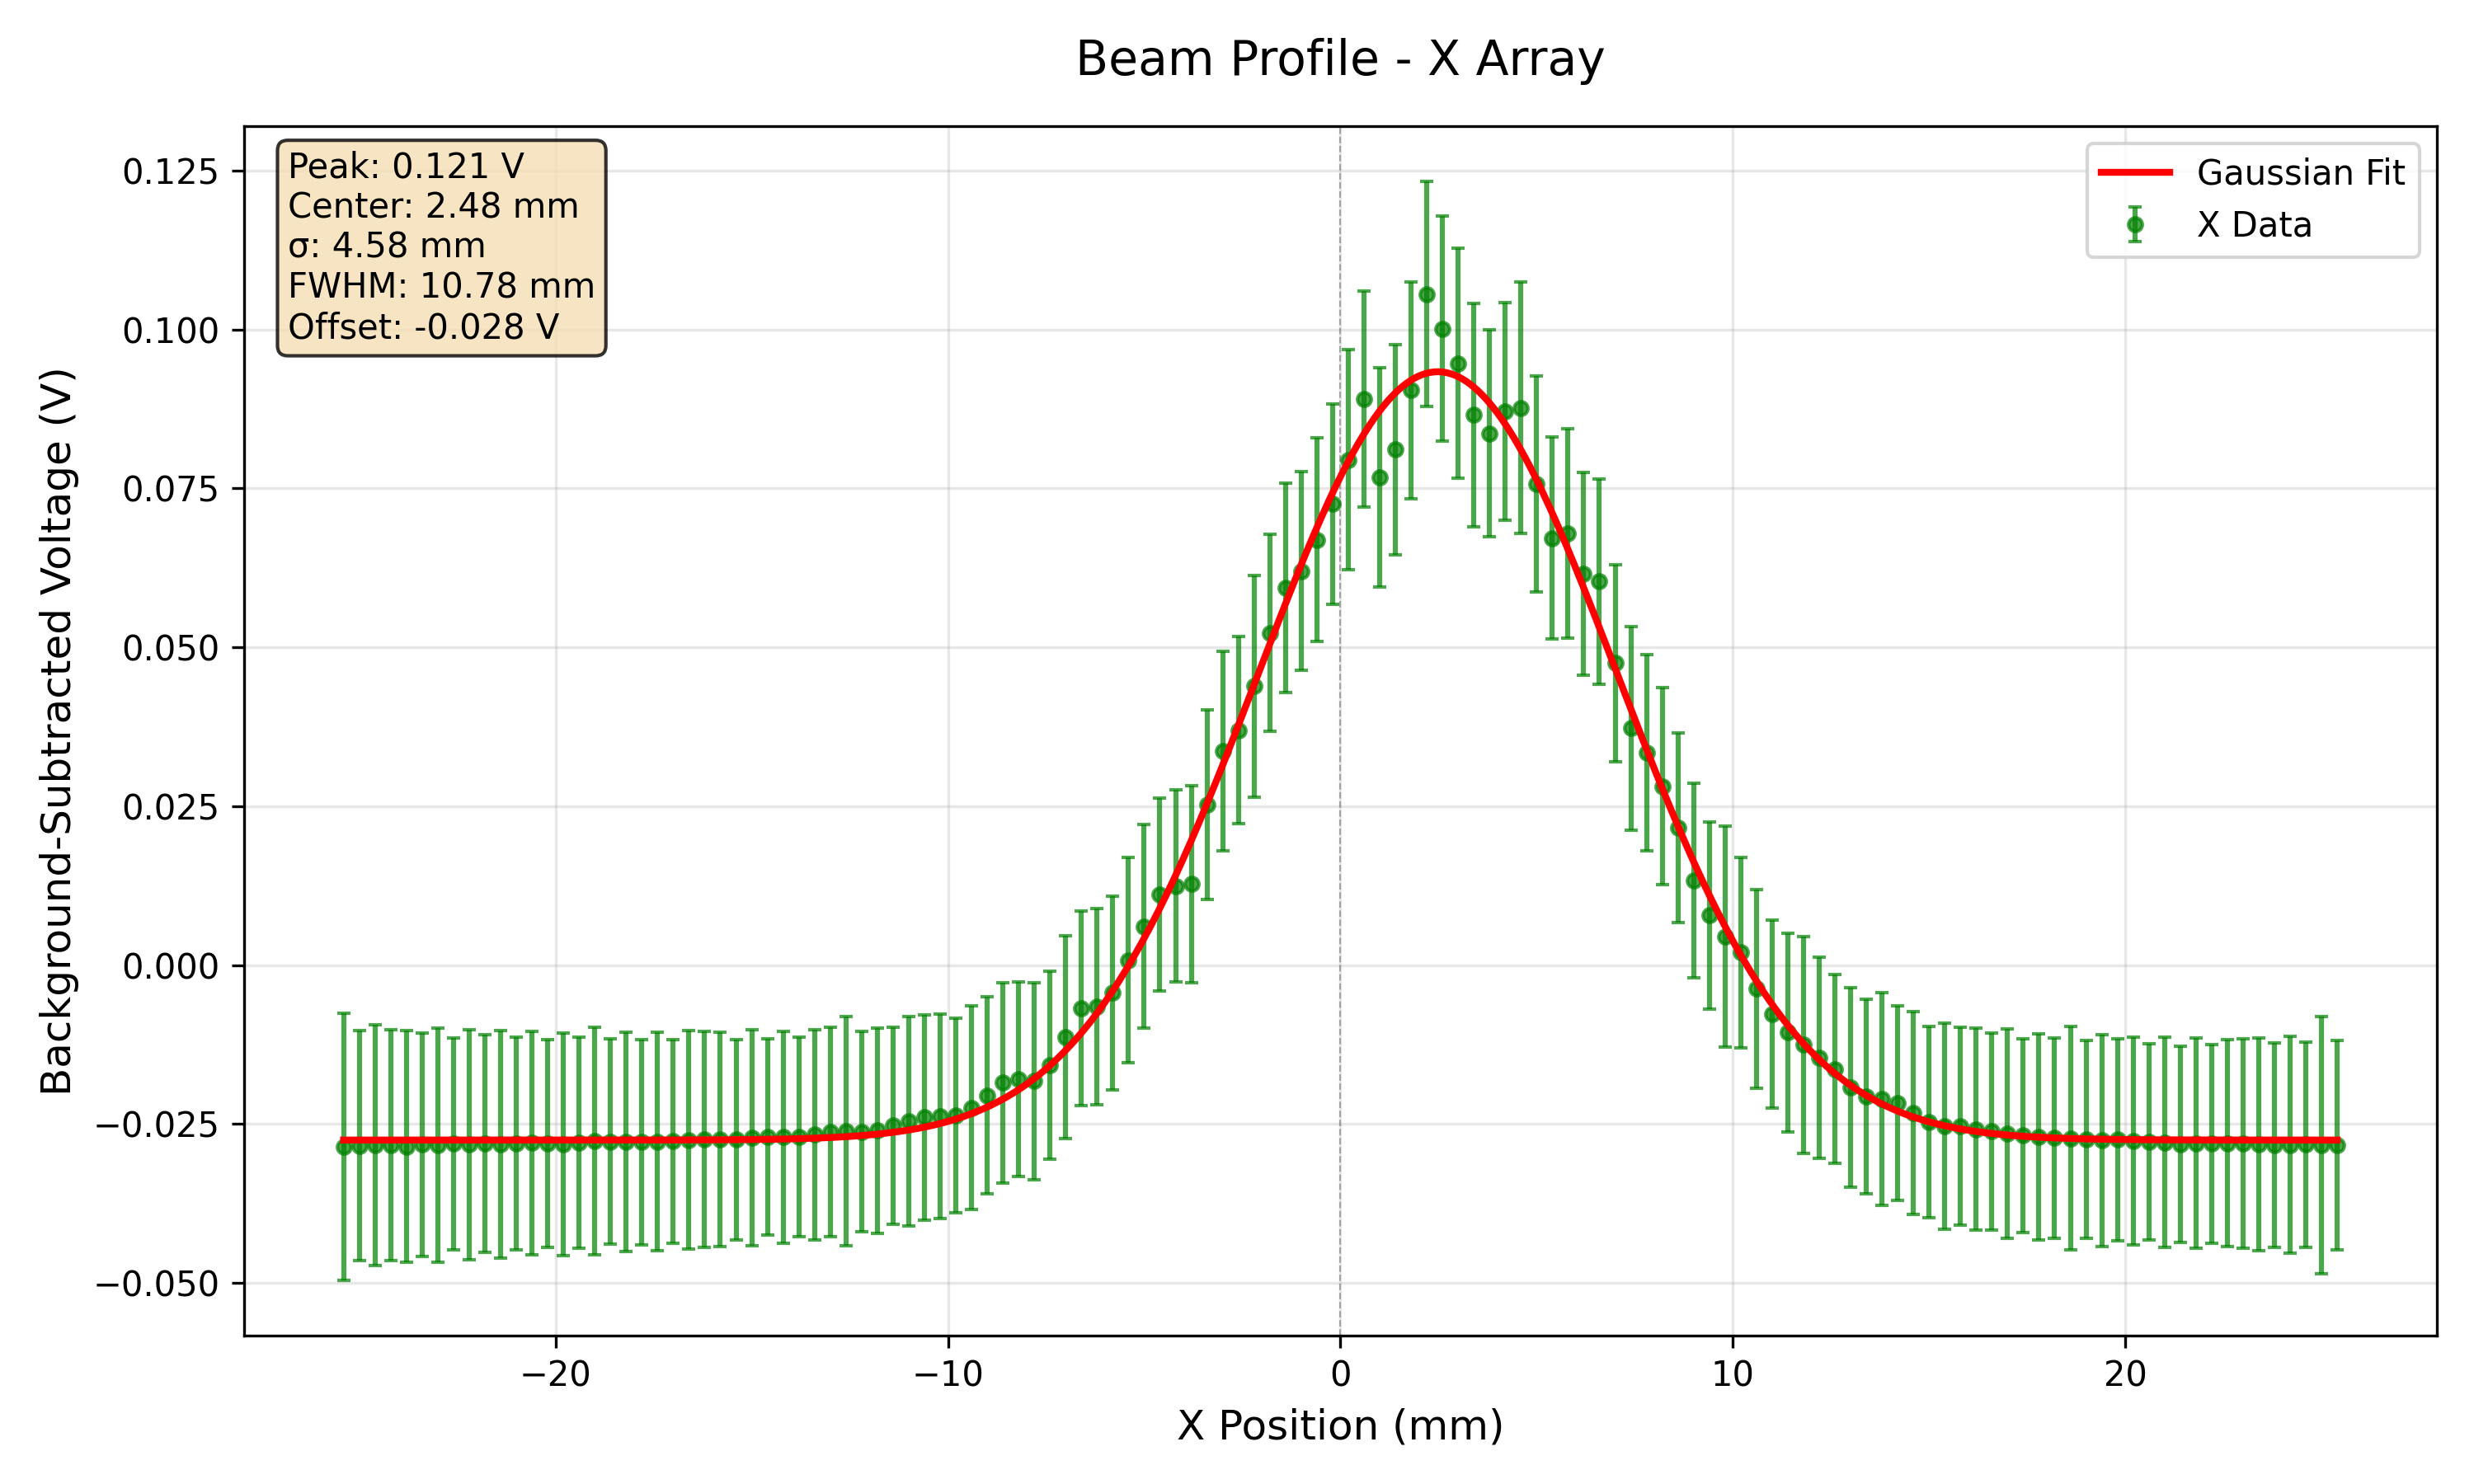 Beam Profile - X Array
Peak: 0.121 V
Center: 2.48 mm
σ: 4.58 mm
FWHM: 10.78 mm
Offset: -0.028 V
Gaussian Fit
X Data
Background-Subtracted Voltage (V)
0.125
0.100
0.075
0.050
0.025
0.000
−0.025
−0.050
−20
−10
0
10
20
X Position (mm)